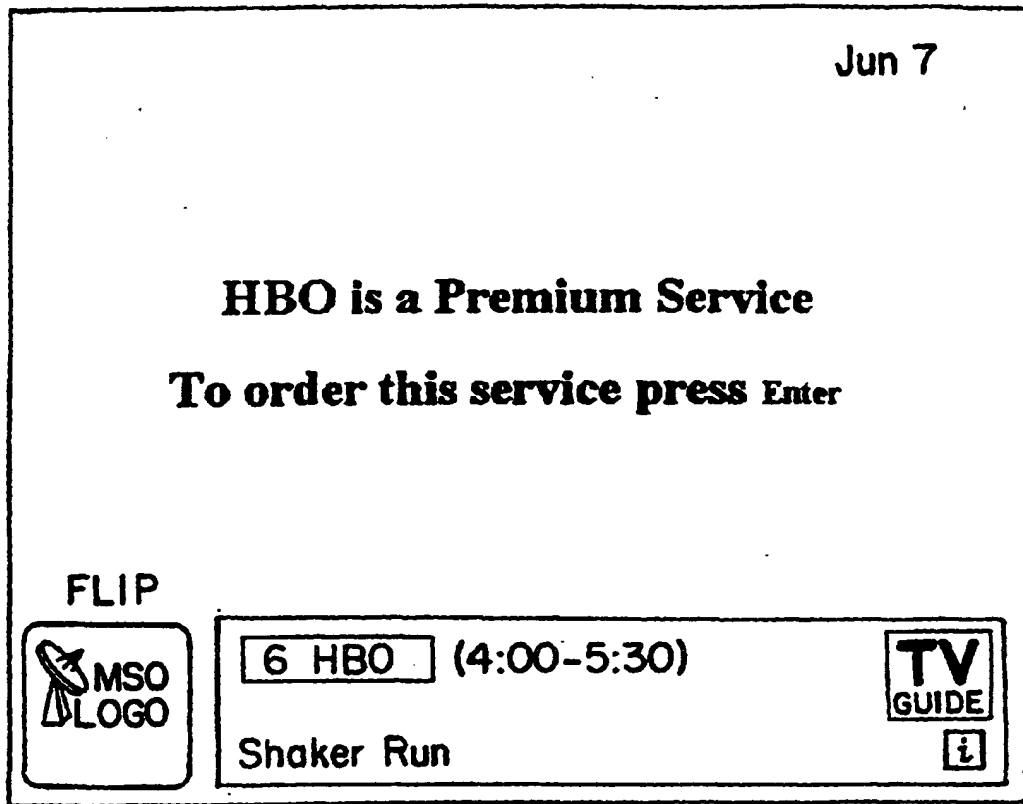 Jun 7
HBO is a Premium Service
To order this service press Enter
FLIP
MSO
LOGO
6 HBO (4:00-5:30)
TV
GUIDE
Shaker Run
i